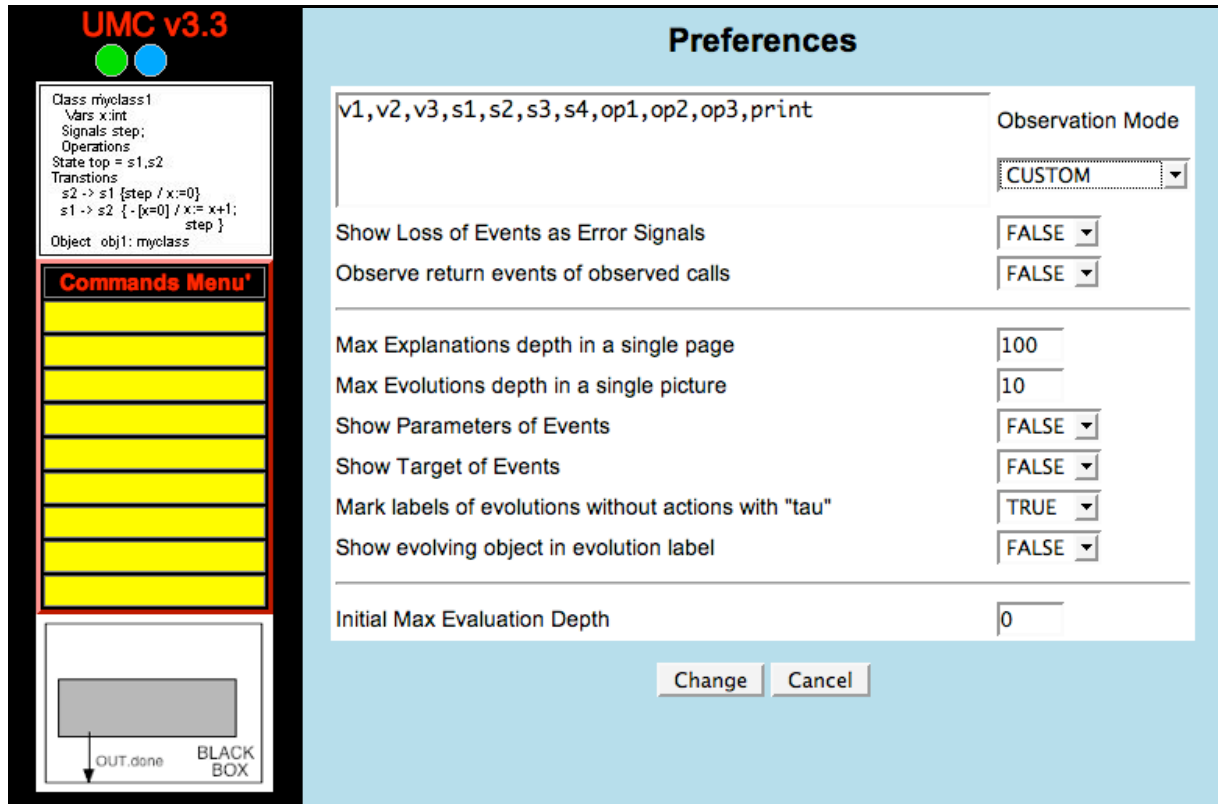 UMC v3.3
Class myclass1
Vars x:int
Signals step;
Operations
State top = s1,s2
Transtions
s2 -> s1 {step / x:=0}
s1 -> s2 { - [x=0] / x:= x+1;
step }
Object obj1: myclass
Commands Menu'
OUT.done
BLACK
BOX
Preferences
v1,v2,v3,s1,s2,s3,s4,op1,op2,op3,print
Observation Mode
CUSTOM
Show Loss of Events as Error Signals FALSE
Observe return events of observed calls FALSE
Max Explanations depth in a single page 100
Max Evolutions depth in a single picture 10
Show Parameters of Events FALSE
Show Target of Events FALSE
Mark labels of evolutions without actions with "tau" TRUE
Show evolving object in evolution label FALSE
Initial Max Evaluation Depth 0
Change Cancel